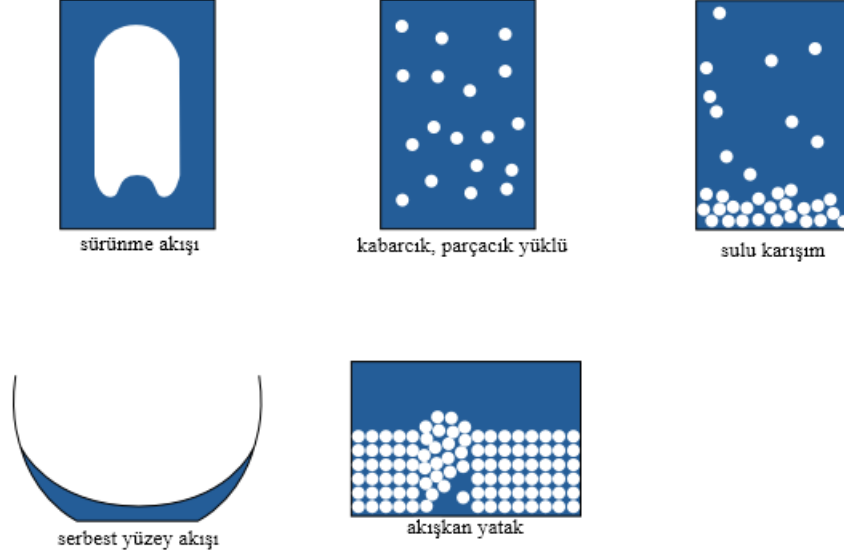 sürünme akışı
kabarcık, parçacık yüklü
sulu karışım
serbest yüzey akışı
akışkan yatak